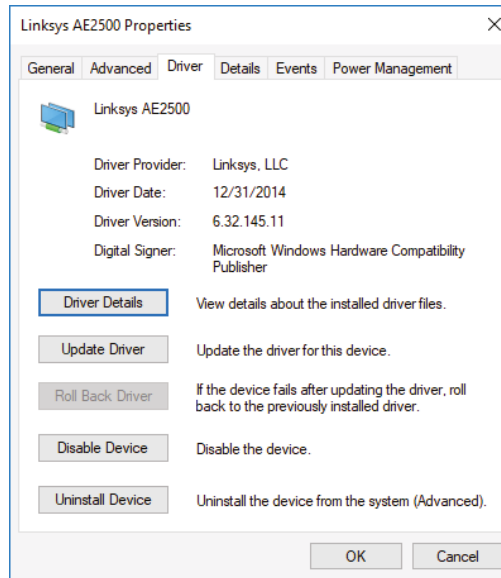 Linksys AE2500 Properties
General Advanced Driver Details Events Power Management
Linksys AE2500
Driver Provider: Linksys, LLC
Driver Date: 12/31/2014
Driver Version: 6.32.145.11
Digital Signer: Microsoft Windows Hardware Compatibility
Publisher
Driver Details View details about the installed driver files.
Update Driver Update the driver for this device.
Roll Back Driver If the device fails after updating the driver, roll
back to the previously installed driver.
Disable Device Disable the device.
Uninstall Device Uninstall the device from the system (Advanced).
OK Cancel